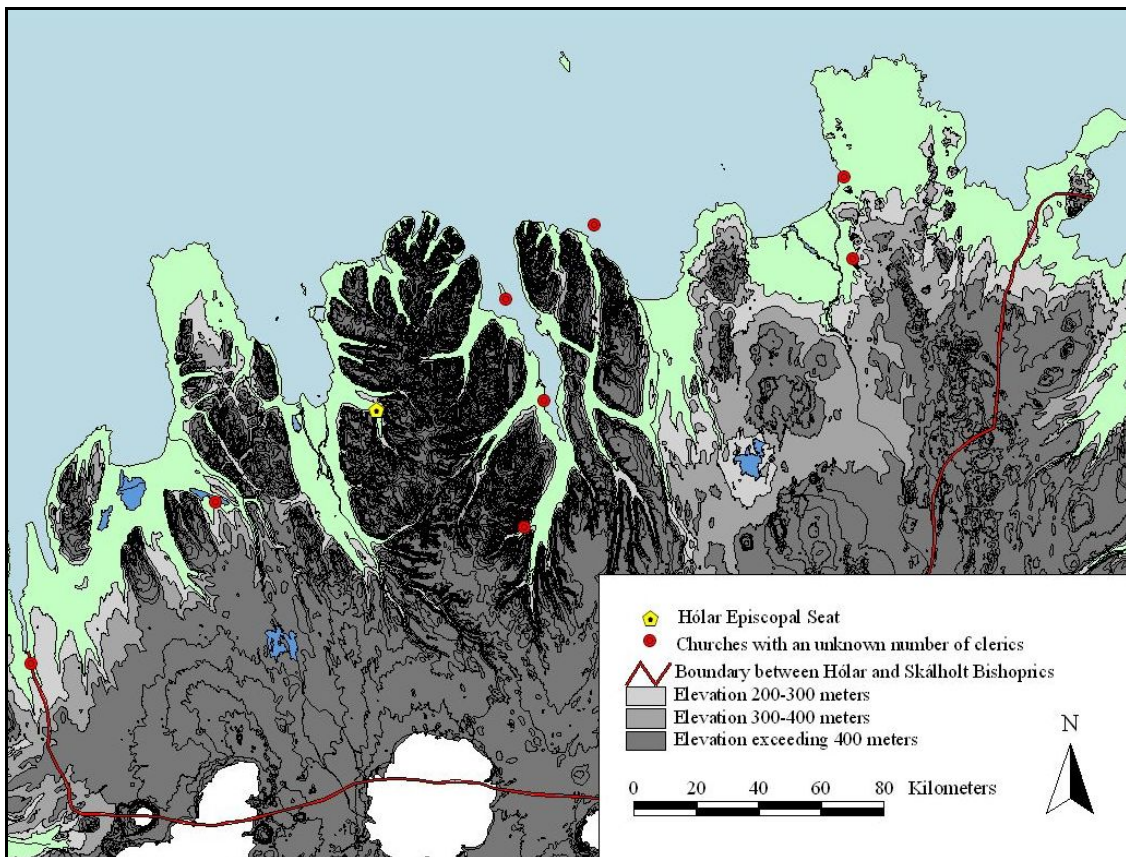 Hólar Episcopal Seat
Churches with an unknown number of clerics
Boundary between Hólar and Skálholt Bishoprics
Elevation 200-300 meters
Elevation 300-400 meters
Elevation exceeding 400 meters
N
0 20 40 60 80 Kilometers